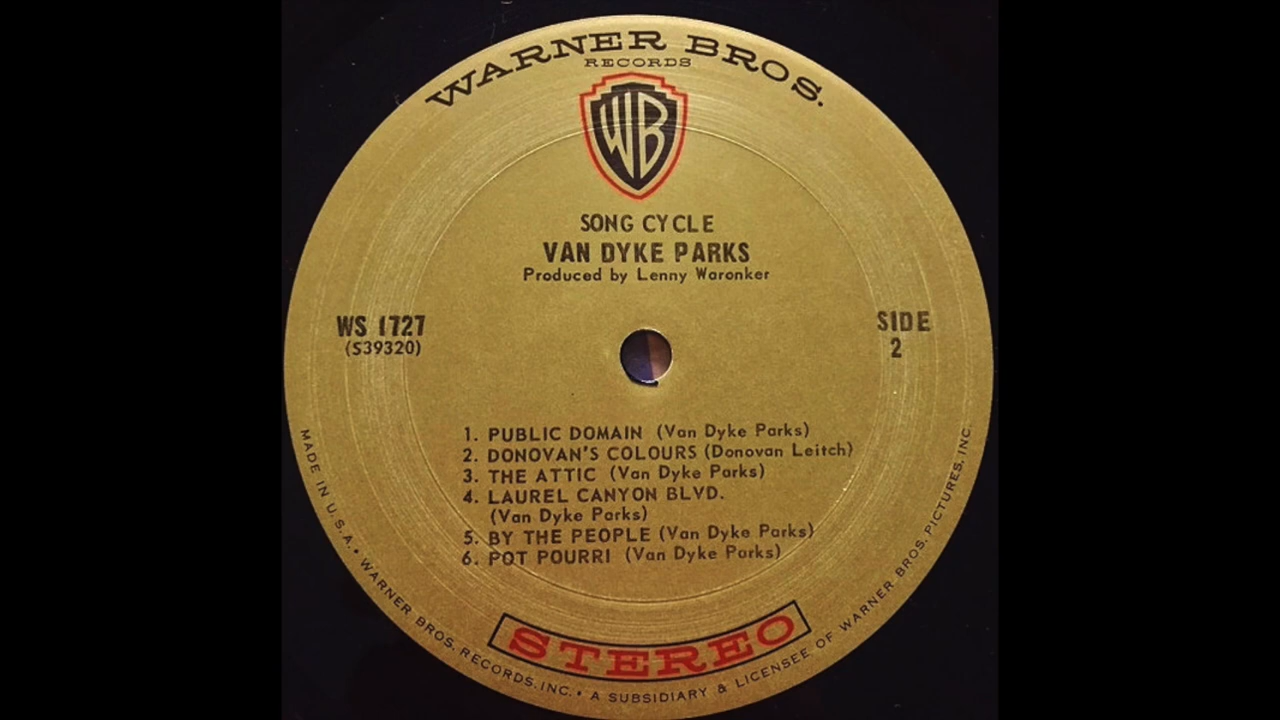 WARNER BROS.
RECORDS
WB
SONG CYCLE
VAN DYKE PARKS
Produced by Lenny Waronker
WS 1727
(S39320)
SIDE
2
1. PUBLIC DOMAIN (Van Dyke Parks)
2. DONOVAN'S COLOURS (Donovan Leitch)
3. THE ATTIC (Van Dyke Parks)
4. LAUREL CANYON BLVD.
(Van Dyke Parks)
5. BY THE PEOPLE (Van Dyke Parks)
6. POT POURRI (Van Dyke Parks)
STEREO
MADE IN U.S.A. • WARNER BROS. RECORDS, INC. • A SUBSIDIARY & LICENSEE OF WARNER BROS. PICTURES, INC.